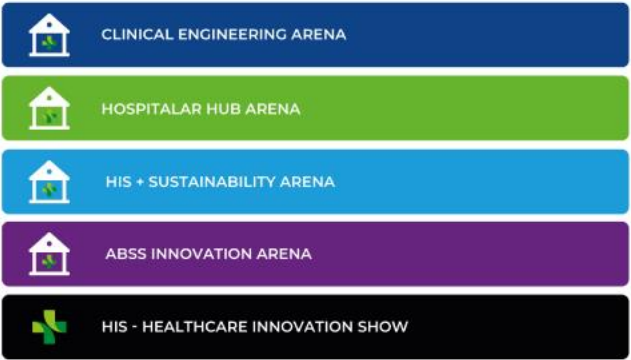 CLINICAL ENGINEERING ARENA
HOSPITALAR HUB ARENA
HIS + SUSTAINABILITY ARENA
ABSS INNOVATION ARENA
HIS - HEALTHCARE INNOVATION SHOW